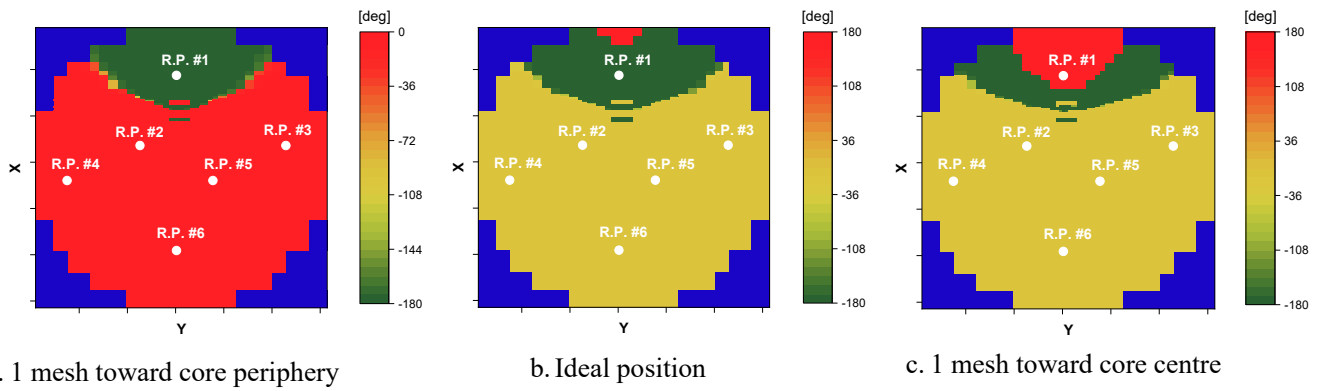 [deg]
0
-36
-72
-108
-144
-180
R.P. #1
R.P. #2
R.P. #3
R.P. #4
R.P. #5
R.P. #6
X
Y
. 1 mesh toward core periphery
[deg]
180
108
36
-36
-108
-180
R.P. #1
R.P. #2
R.P. #3
R.P. #4
R.P. #5
R.P. #6
X
Y
b. Ideal position
[deg]
180
108
36
-36
-108
-180
R.P. #1
R.P. #2
R.P. #3
R.P. #4
R.P. #5
R.P. #6
X
Y
c. 1 mesh toward core centre